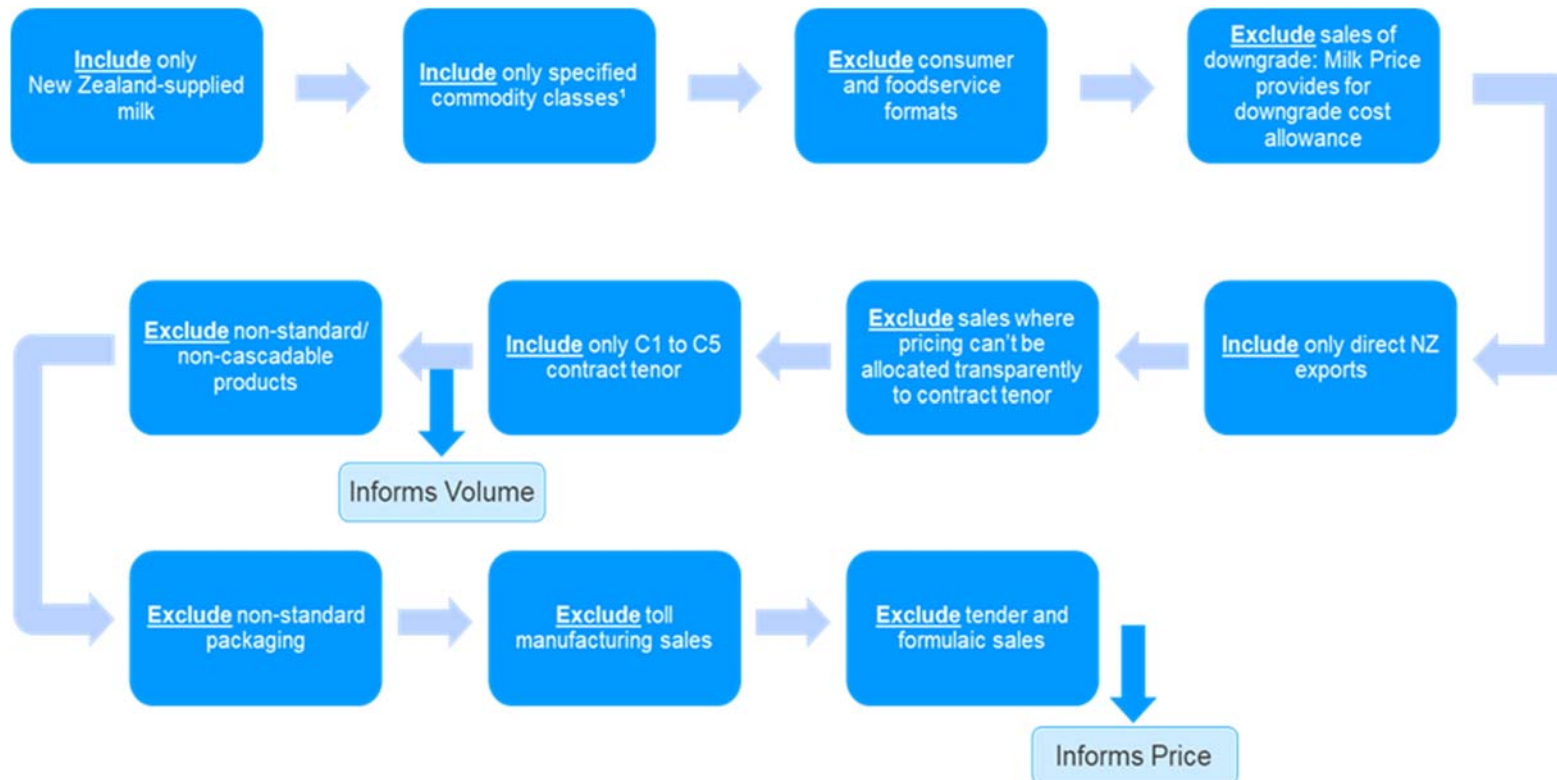 Include only
New Zealand-supplied
milk
Include only specified
commodity classes¹
Exclude consumer
and foodservice
formats
Exclude sales of
downgrade: Milk Price
provides for
downgrade cost
allowance
Include only direct NZ
exports
Exclude sales where
pricing can't be
allocated transparently
to contract tenor
Include only C1 to C5
contract tenor
Exclude non-standard/
non-cascadable
products
Informs Volume
Exclude non-standard
packaging
Exclude toll
manufacturing sales
Exclude tender and
formulaic sales
Informs Price